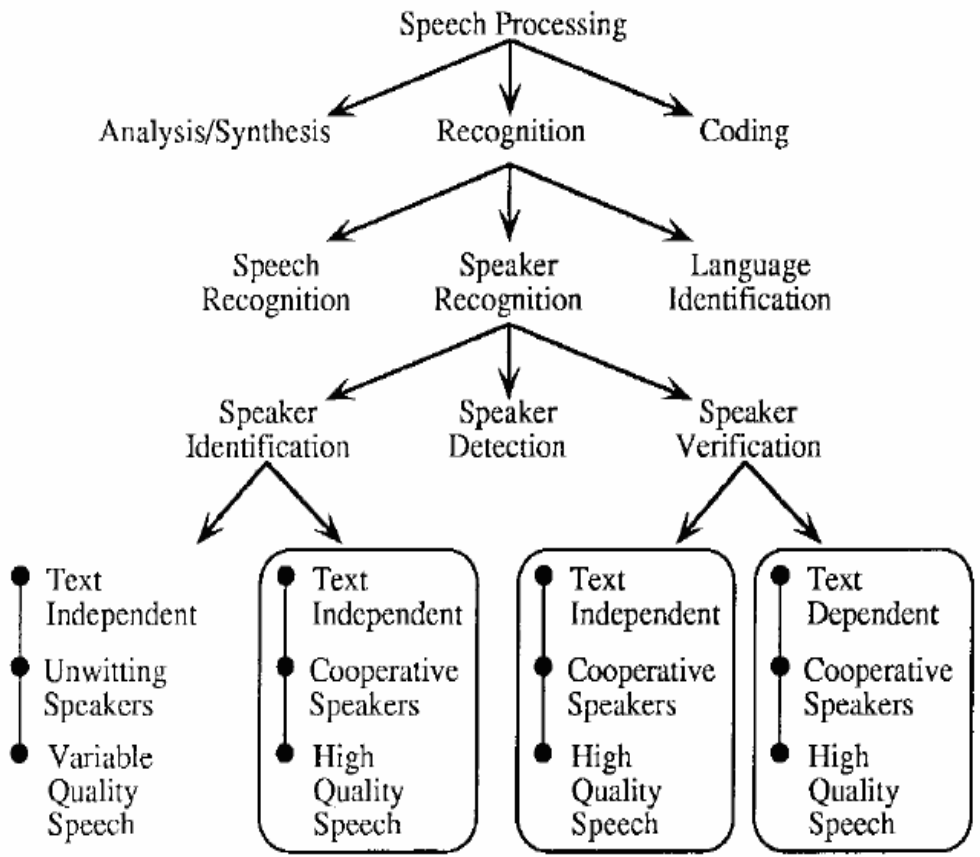 Speech Processing
Analysis/Synthesis
Recognition
Coding
Speech
Recognition
Speaker
Recognition
Language
Identification
Speaker
Identification
Speaker
Detection
Speaker
Verification
Text
Independent
Unwitting
Speakers
Variable
Quality
Speech
Text
Independent
Cooperative
Speakers
High
Quality
Speech
Text
Independent
Cooperative
Speakers
High
Quality
Speech
Text
Dependent
Cooperative
Speakers
High
Quality
Speech